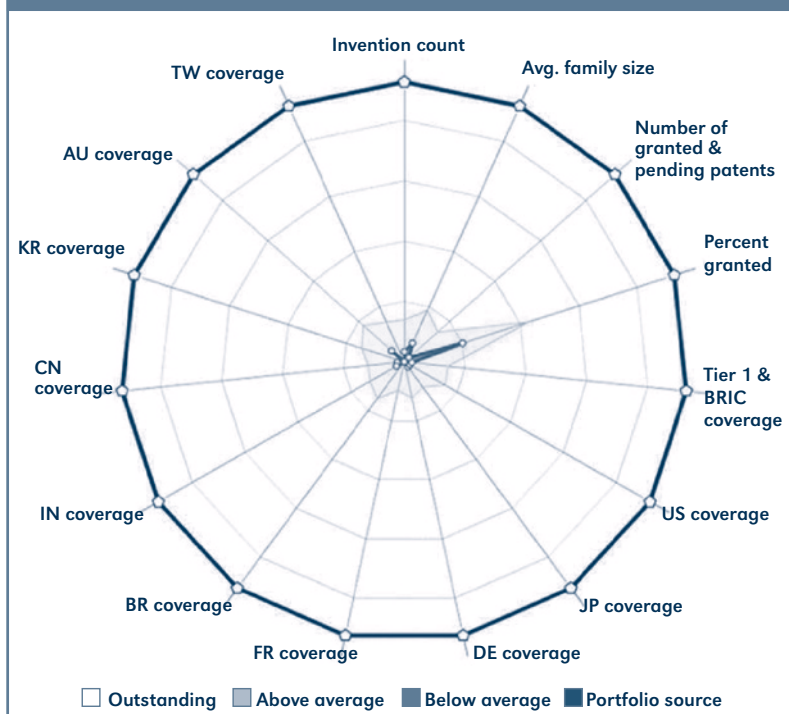 Invention count
Avg. family size
Number of
granted &
pending patents
Percent
granted
Tier 1 &
BRIC
coverage
US coverage
JP coverage
DE coverage
FR coverage
BR coverage
IN coverage
CN
coverage
KR coverage
AU coverage
TW coverage
Outstanding Above average Below average Portfolio source